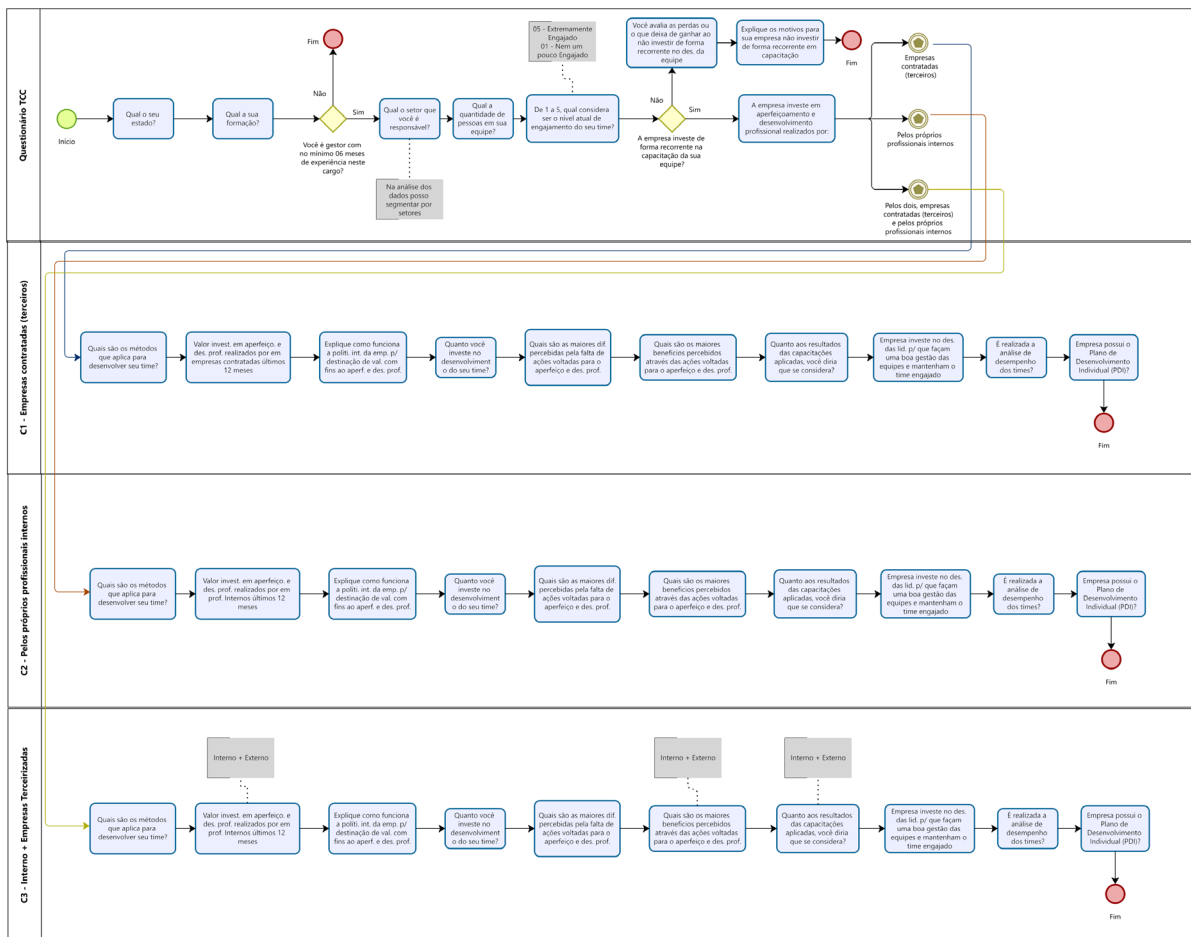 Questionário TCC
Início
Qual o seu
estado?
Qual a sua
formação?
Fim
Não
Sim
Você é gestor com
no mínimo 06 meses
de experiência neste
cargo?
Qual o setor que
você é
responsável?
Na análise dos
dados posso
segmentar por
setores
Qual a
quantidade de
pessoas em sua
equipe?
05 - Extremamente
Engajado
01 - Nem um
pouco Engajado
De 1 a 5, qual considera
ser o nível atual de
engajamento do seu time?
Não
Sim
A empresa investe de
forma recorrente na
capacitação da sua
equipe?
Você avalia as perdas ou
o que deixa de ganhar ao
não investir de forma
recorrente no des. da
equipe
Explique os motivos para
sua empresa não investir
de forma recorrente em
capacitação
Fim
A empresa investe em
aperfeiçoamento e
desenvolvimento
profissional realizados por:
Empresas
contratadas
(terceiros)
Pelos próprios
profissionais internos
Pelos dois, empresas
contratadas (terceiros)
e pelos próprios
profissionais internos
C1 - Empresas contratadas (terceiros)
Quais são os métodos
que aplica para
desenvolver seu time?
Valor invest. em aperfeiço. e
des. prof. realizados por em
empresas contratadas últimos
12 meses
Explique como funciona
a politi. int. da emp. p/
destinação de val. com
fins ao aperf. e des. prof.
Quanto você
investe no
desenvolviment
o do seu time?
Quais são as maiores dif.
percebidas pela falta de
ações voltadas para o
aperfeiço e des. prof.
Quais são os maiores
benefícios percebidos
através das ações voltadas
para o aperfeiço e des. prof.
Quanto aos resultados
das capacitações
aplicadas, você diria
que se considera?
Empresa investe no des.
das lid. p/ que façam
uma boa gestão das
equipes e mantenham o
time engajado
É realizada a
análise de
desempenho
dos times?
Empresa possui o
Plano de
Desenvolvimento
Individual (PDI)?
Fim
C2 - Pelos próprios profissionais internos
Quais são os métodos
que aplica para
desenvolver seu time?
Valor invest. em aperfeiço. e
des. prof. realizados por em
prof. Internos últimos 12
meses
Explique como funciona
a politi. int. da emp. p/
destinação de val. com
fins ao aperf. e des. prof.
Quanto você
investe no
desenvolviment
o do seu time?
Quais são as maiores dif.
percebidas pela falta de
ações voltadas para o
aperfeiço e des. prof.
Quais são os maiores
benefícios percebidos
através das ações voltadas
para o aperfeiço e des. prof.
Quanto aos resultados
das capacitações
aplicadas, você diria
que se considera?
Empresa investe no des.
das lid. p/ que façam
uma boa gestão das
equipes e mantenham o
time engajado
É realizada a
análise de
desempenho
dos times?
Empresa possui o
Plano de
Desenvolvimento
Individual (PDI)?
Fim
C3 - Interno + Empresas Terceirizadas
Interno + Externo
Interno + Externo
Interno + Externo
Quais são os métodos
que aplica para
desenvolver seu time?
Valor invest. em aperfeiço. e
des. prof. realizados por em
prof. Internos últimos 12
meses
Explique como funciona
a politi. int. da emp. p/
destinação de val. com
fins ao aperf. e des. prof.
Quanto você
investe no
desenvolviment
o do seu time?
Quais são as maiores dif.
percebidas pela falta de
ações voltadas para o
aperfeiço e des. prof.
Quais são os maiores
benefícios percebidos
através das ações voltadas
para o aperfeiço e des. prof.
Quanto aos resultados
das capacitações
aplicadas, você diria
que se considera?
Empresa investe no des.
das lid. p/ que façam
uma boa gestão das
equipes e mantenham o
time engajado
É realizada a
análise de
desempenho
dos times?
Empresa possui o
Plano de
Desenvolvimento
Individual (PDI)?
Fim